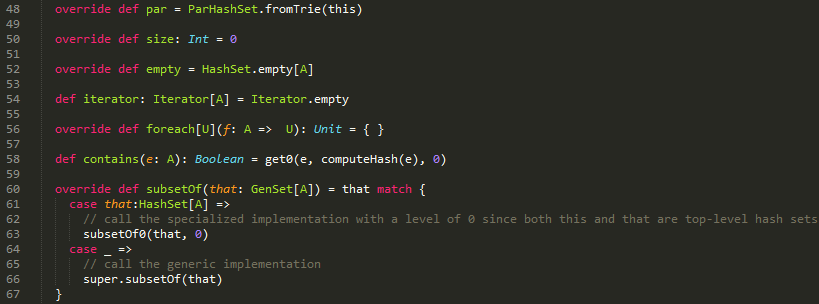 48 override def par = ParHashSet.fromTrie(this)
49
50 override def size: Int = 0
51
52 override def empty = HashSet.empty[A]
53
54 def iterator: Iterator[A] = Iterator.empty
55
56 override def foreach[U](f: A =>  U): Unit = { }
57
58 def contains(e: A): Boolean = get0(e, computeHash(e), 0)
59
60 override def subsetOf(that: GenSet[A]) = that match {
61 case that:HashSet[A] =>
62 // call the specialized implementation with a level of 0 since both this and that are top-level hash sets
63 subsetOf0(that, 0)
64 case _ =>
65 // call the generic implementation
66 super.subsetOf(that)
67 }